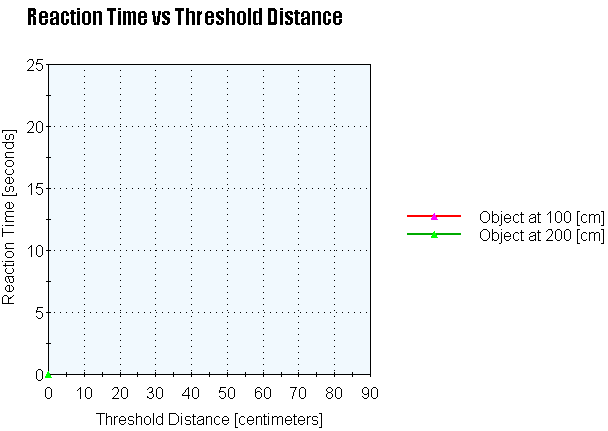 Reaction Time vs Threshold Distance
25
20
15
10
5
0
Reaction Time [seconds]
0 10 20 30 40 50 60 70 80 90
Threshold Distance [centimeters]
Object at 100 [cm]
Object at 200 [cm]